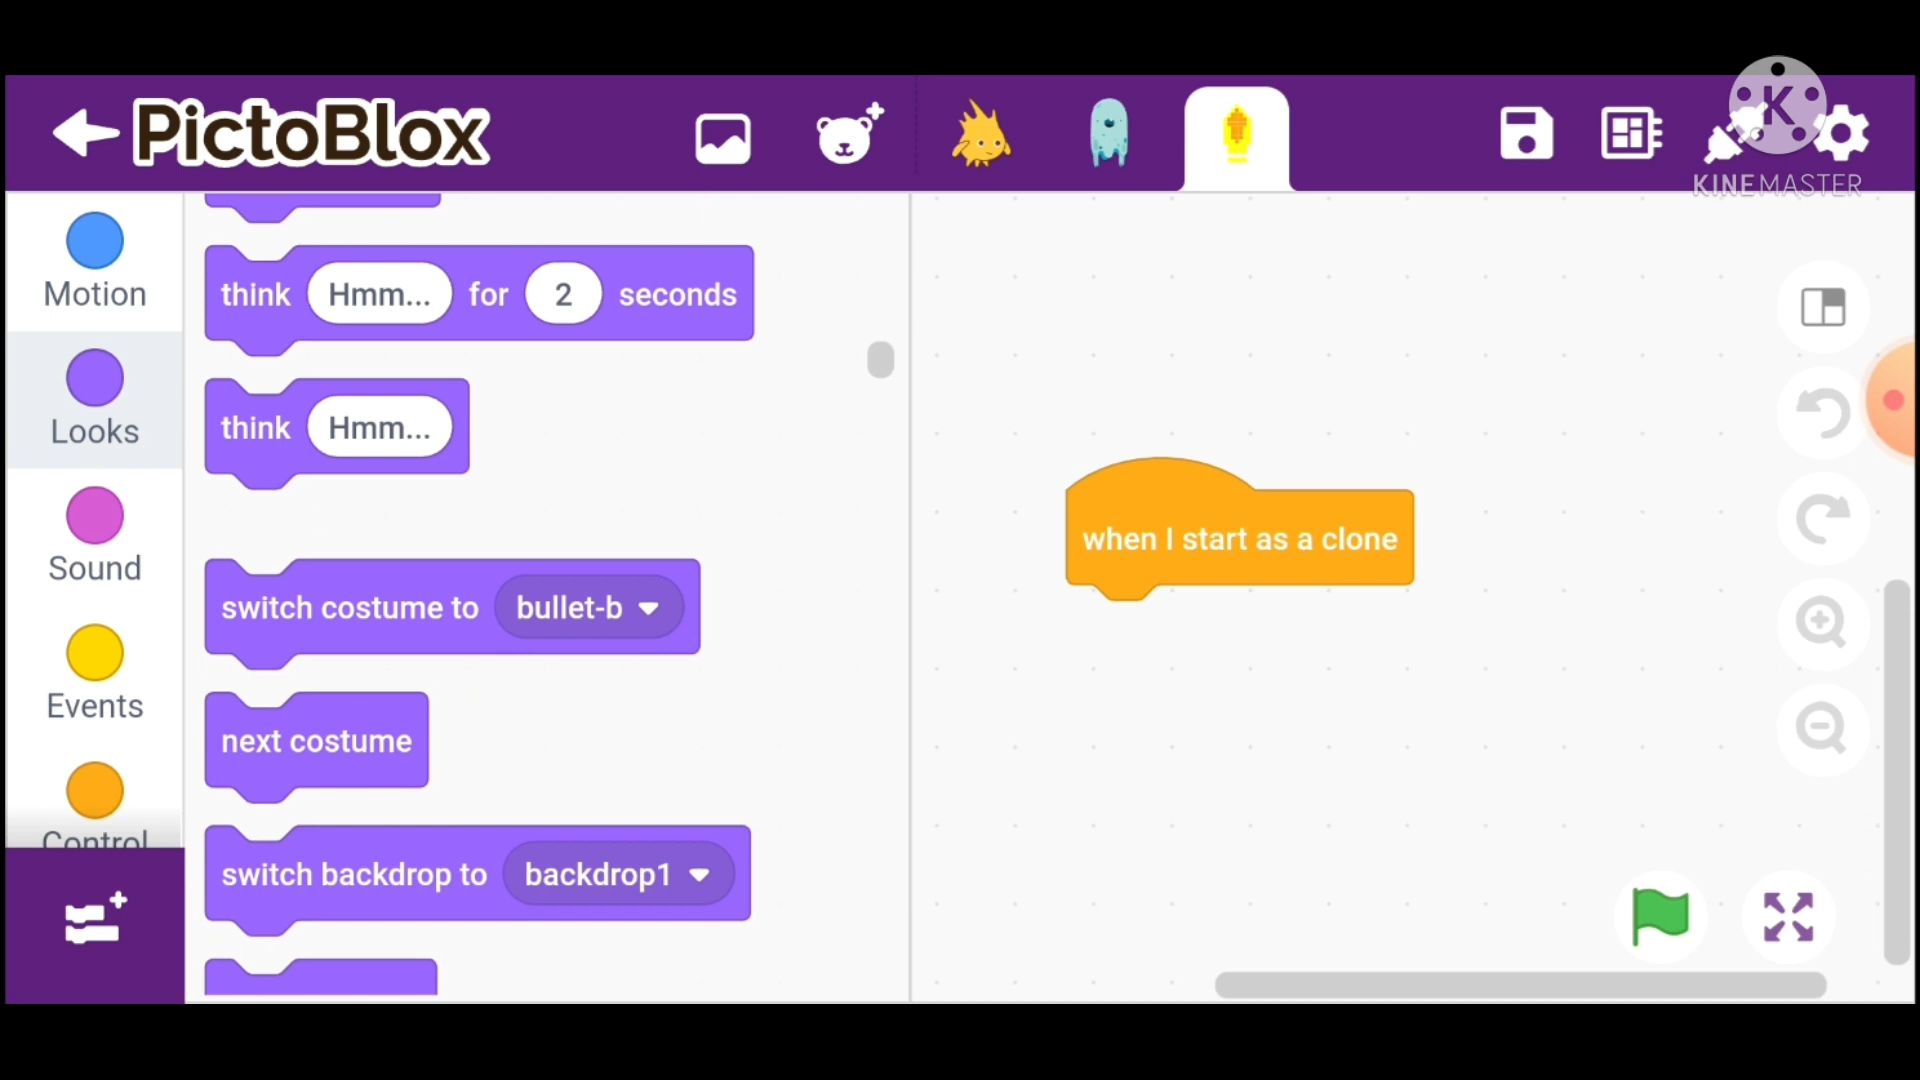 PictoBlox
K
KINEMASTER
Motion
Looks
Sound
Events
Control
think Hmm... for 2 seconds
think Hmm...
switch costume to bullet-b
next costume
switch backdrop to backdrop1
when I start as a clone